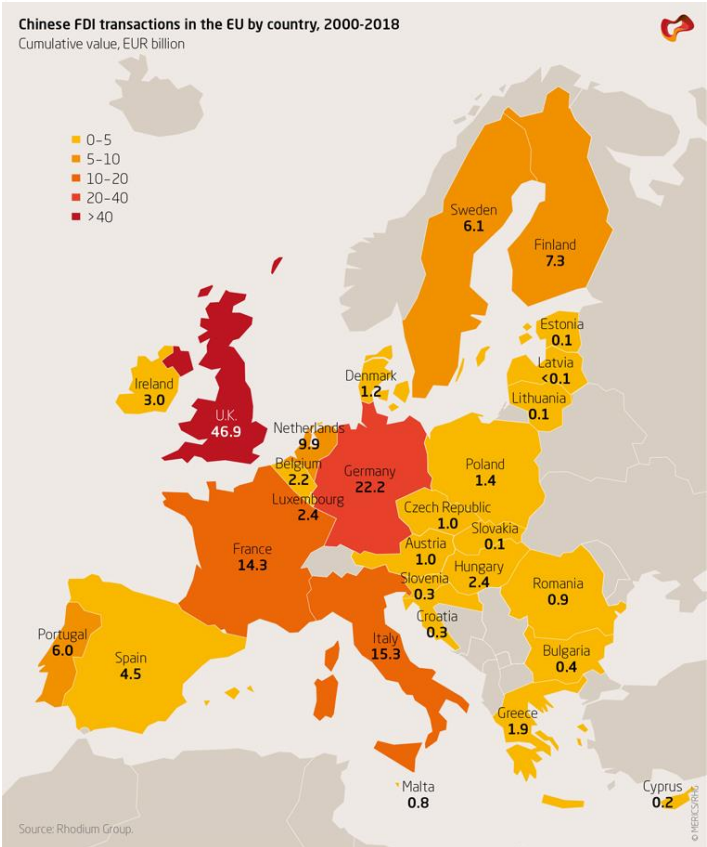 Chinese FDI transactions in the EU by country, 2000-2018
Cumulative value, EUR billion
0–5
5–10
10–20
20–40
>40
Sweden
6.1
Finland
7.3
Estonia
0.1
Latvia
<0.1
Lithuania
0.1
Denmark
1.2
Ireland
3.0
U.K.
46.9
Netherlands
9.9
Belgium
2.2
Luxembourg
2.4
Germany
22.2
Poland
1.4
Czech Republic
1.0
Slovakia
0.1
Austria
1.0
Hungary
2.4
Slovenia
0.3
Croatia
0.3
Romania
0.9
Bulgaria
0.4
France
14.3
Italy
15.3
Portugal
6.0
Spain
4.5
Greece
1.9
Malta
0.8
Cyprus
0.2
Source: Rhodium Group.
© MERICS/RHG